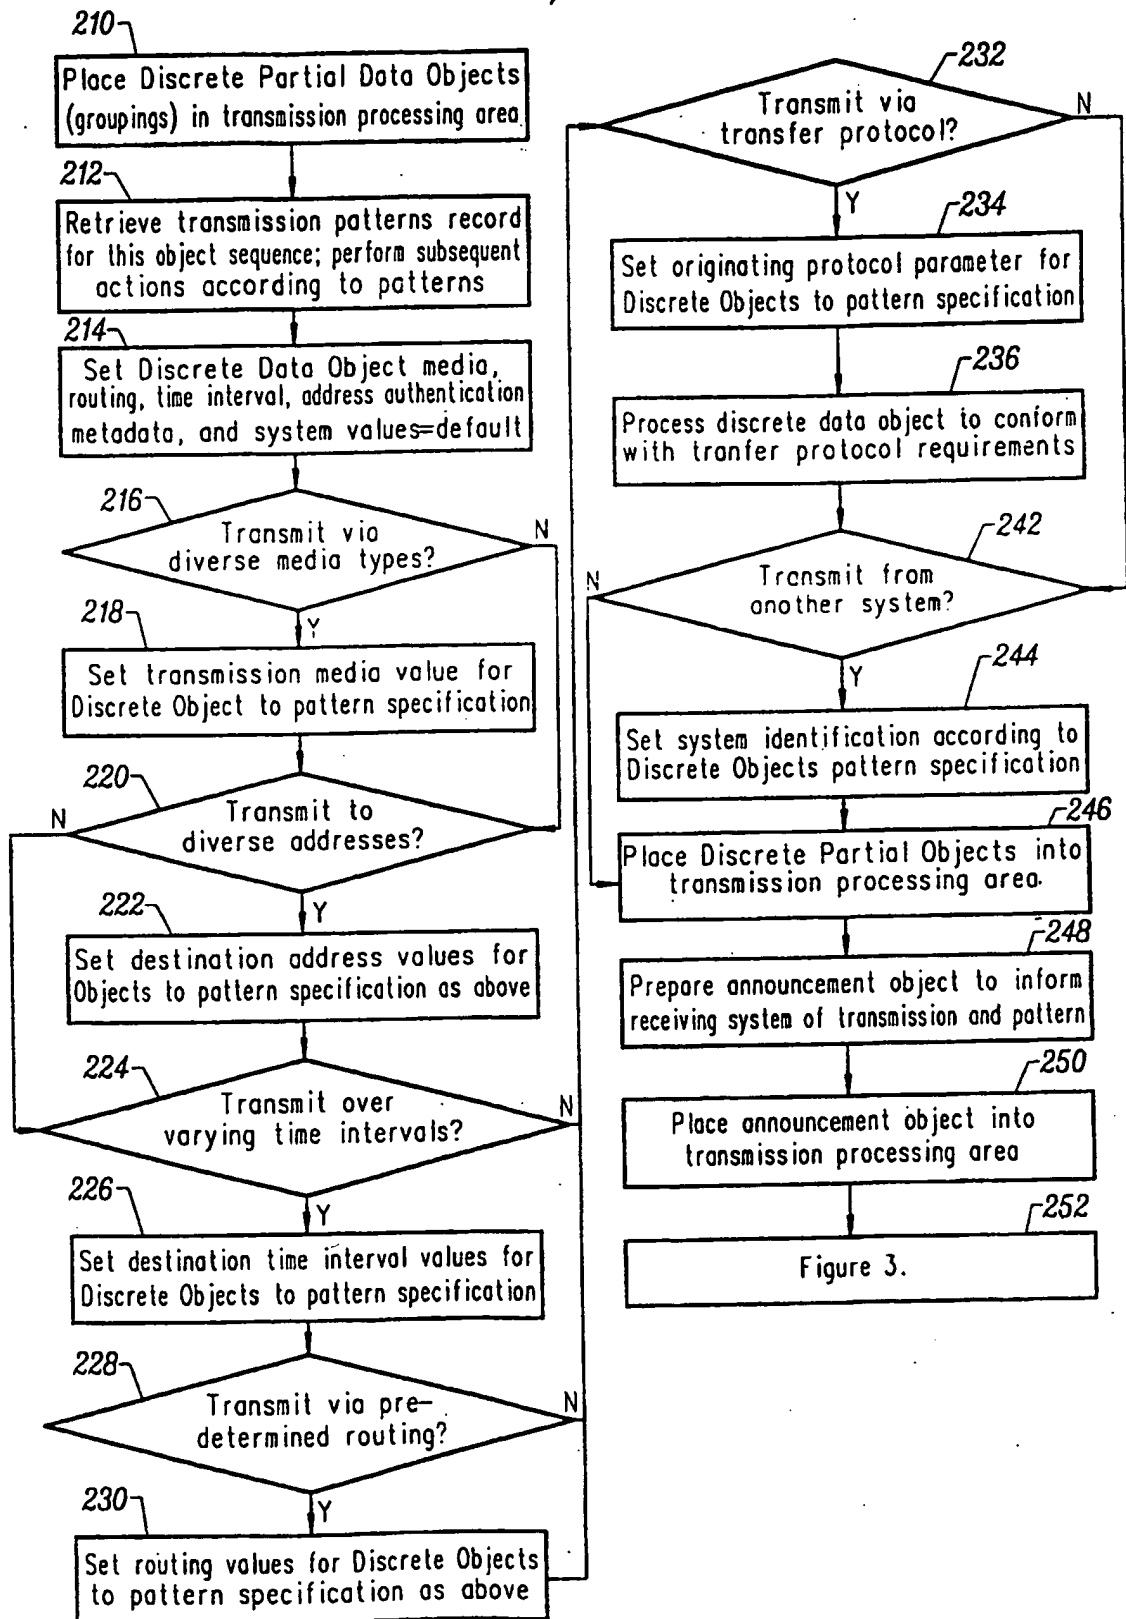 210
Place Discrete Partial Data Objects
(groupings) in transmission processing area
212
Retrieve transmission patterns record
for this object sequence; perform subsequent
actions according to patterns
214
Set Discrete Data Object media,
routing, time interval, address authentication
metadata, and system values=default
216
Transmit via
diverse media types?
N
Y
218
Set transmission media value for
Discrete Object to pattern specification
220
Transmit to
diverse addresses?
N
Y
222
Set destination address values for
Objects to pattern specification as above
224
Transmit over
varying time intervals?
N
Y
226
Set destination time interval values for
Discrete Objects to pattern specification
228
Transmit via pre-
determined routing?
N
Y
230
Set routing values for Discrete Objects
to pattern specification as above
232
Transmit via
transfer protocol?
N
Y
234
Set originating protocol parameter for
Discrete Objects to pattern specification
236
Process discrete data object to conform
with tranfer protocol requirements
242
Transmit from
another system?
N
Y
244
Set system identification according to
Discrete Objects pattern specification
246
Place Discrete Partial Objects into
transmission processing area.
248
Prepare announcement object to inform
receiving system of transmission and pattern
250
Place announcement object into
transmission processing area
252
Figure 3.